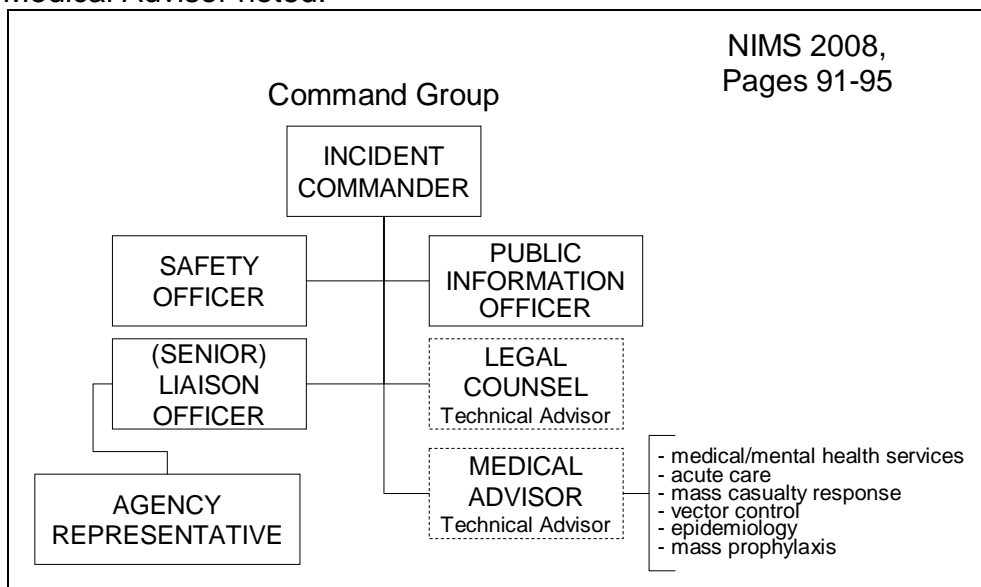 Medical Advisor noted.
NIMS 2008,
Pages 91-95
Command Group
INCIDENT
COMMANDER
SAFETY
OFFICER
PUBLIC
INFORMATION
OFFICER
(SENIOR)
LIAISON
OFFICER
LEGAL
COUNSEL
Technical Advisor
AGENCY
REPRESENTATIVE
MEDICAL
ADVISOR
Technical Advisor
- medical/mental health services
- acute care
- mass casualty response
- vector control
- epidemiology
- mass prophylaxis